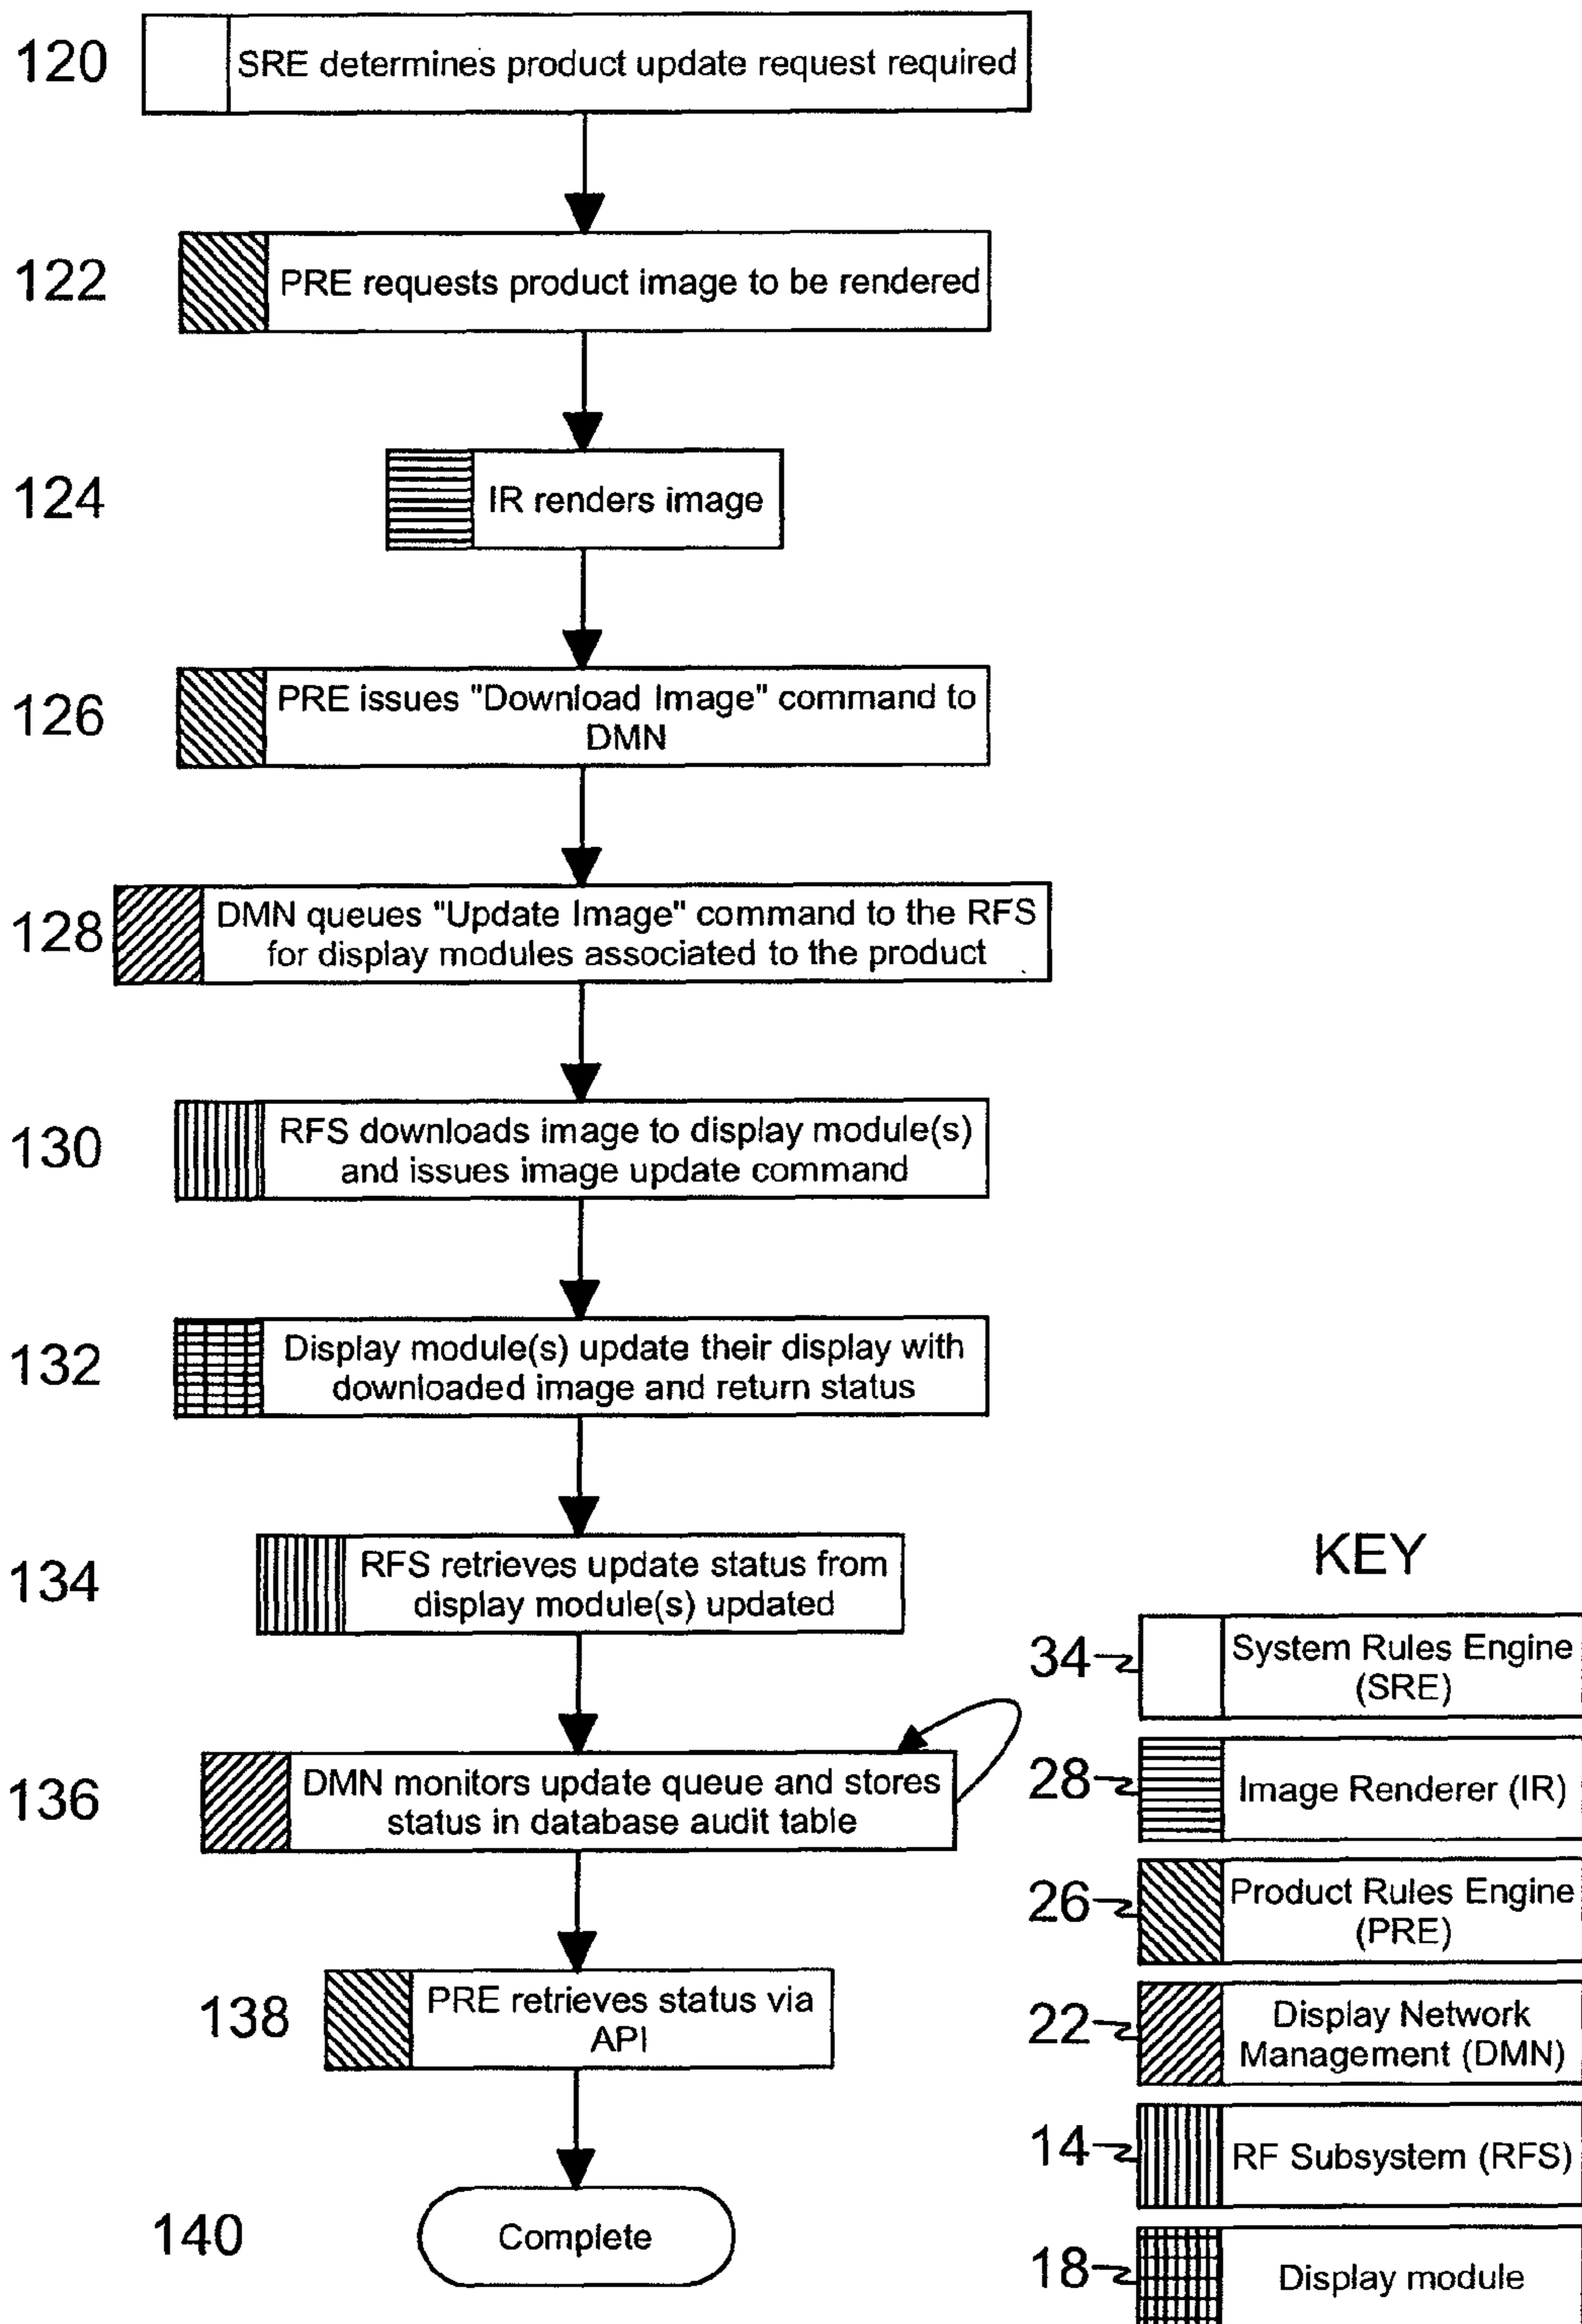 120
SRE determines product update request required
122
PRE requests product image to be rendered
124
IR renders image
126
PRE issues "Download Image" command to
DMN
128
DMN queues "Update Image" command to the RFS
for display modules associated to the product
130
RFS downloads image to display module(s)
and issues image update command
132
Display module(s) update their display with
downloaded image and return status
134
RFS retrieves update status from
display module(s) updated
136
DMN monitors update queue and stores
status in database audit table
138
PRE retrieves status via
API
140
Complete
KEY
34
System Rules Engine
(SRE)
28
Image Renderer (IR)
26
Product Rules Engine
(PRE)
22
Display Network
Management (DMN)
14
RF Subsystem (RFS)
18
Display module